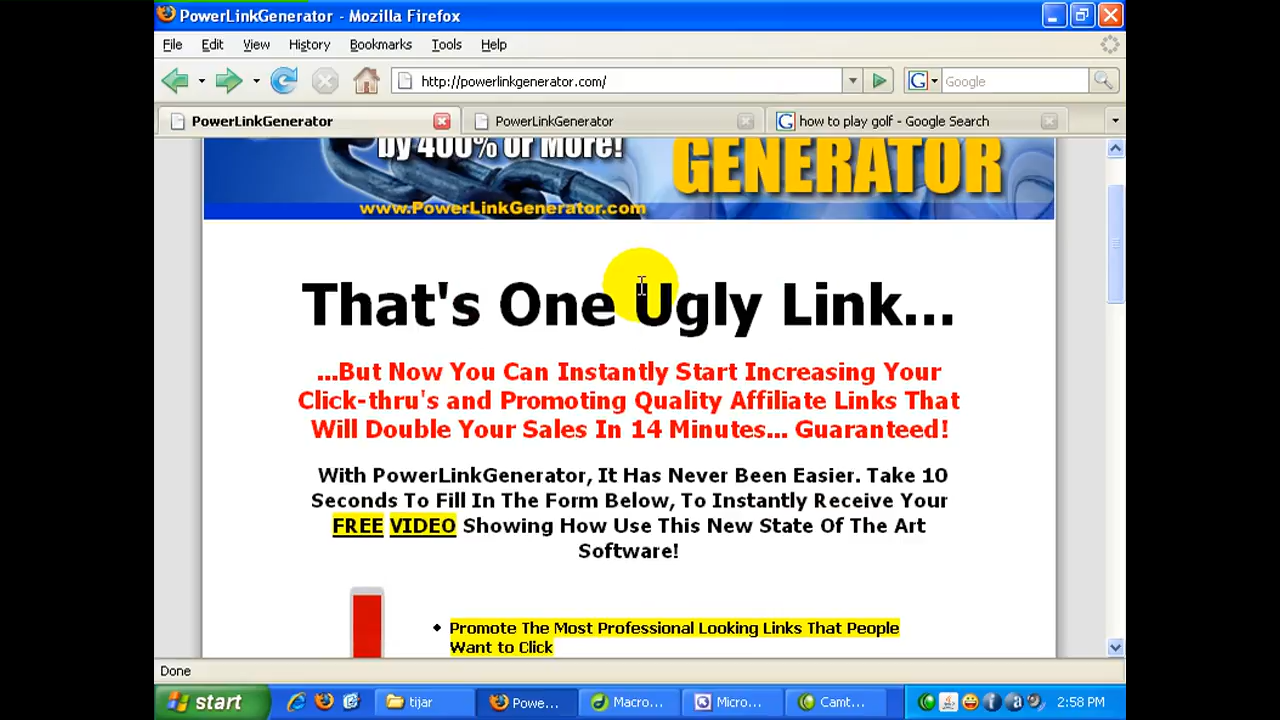 PowerLinkGenerator - Mozilla Firefox
File Edit View History Bookmarks Tools Help
http://powerlinkgenerator.com/
G Google
PowerLinkGenerator
PowerLinkGenerator
G how to play golf - Google Search
by 400% or More!
GENERATOR
www.PowerLinkGenerator.com
That's One Ugly Link...
...But Now You Can Instantly Start Increasing Your
Click-thru's and Promoting Quality Affiliate Links That
Will Double Your Sales In 14 Minutes... Guaranteed!
With PowerLinkGenerator, It Has Never Been Easier. Take 10
Seconds To Fill In The Form Below, To Instantly Receive Your
FREE VIDEO Showing How Use This New State Of The Art
Software!
Promote The Most Professional Looking Links That People
Want to Click
Done
start tijar Powe... Macro... Micro... Camt... 2:58 PM